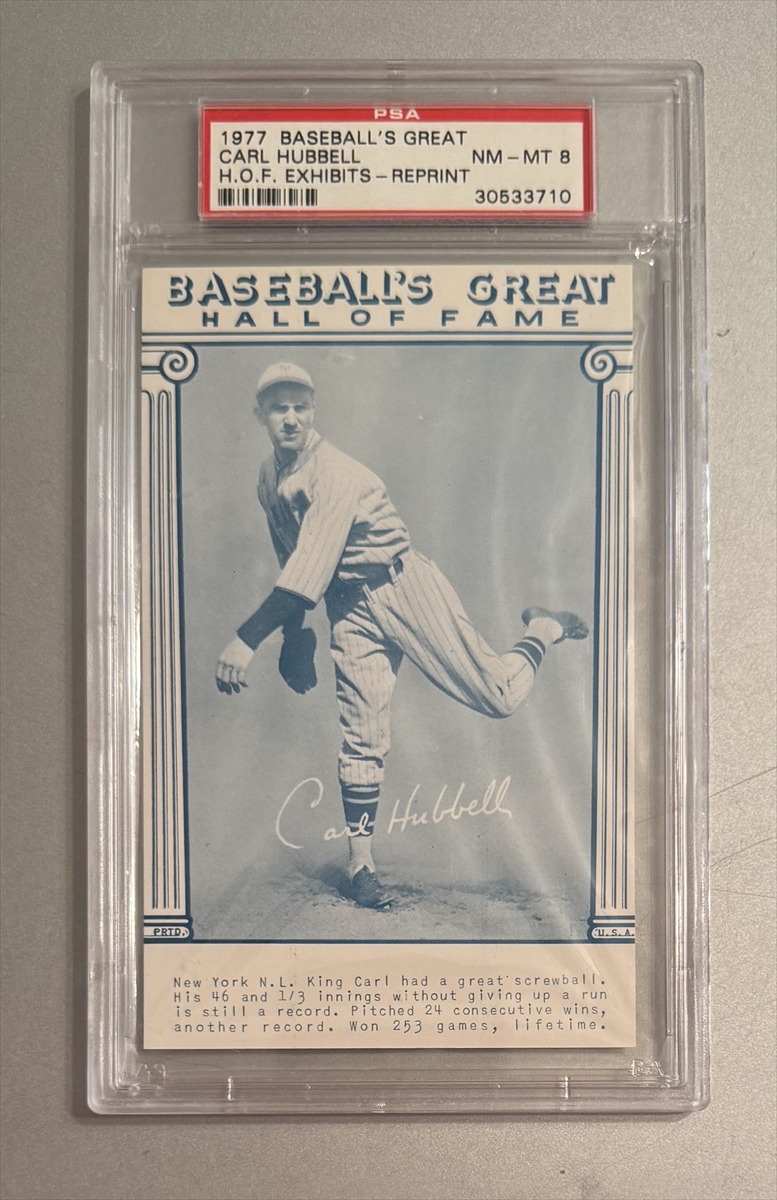 PSA
1977 BASEBALL'S GREAT
CARL HUBBELL NM-MT 8
H.O.F. EXHIBITS-REPRINT
30533710
BASEBALL'S GREAT
HALL OF FAME
Carl Hubbell
PRTD. U.S.A.
New York N.L. King Carl had a great screwball.
His 46 and 1/3 innings without giving up a run
is still a record. Pitched 24 consecutive wins,
another record. Won 253 games, lifetime.